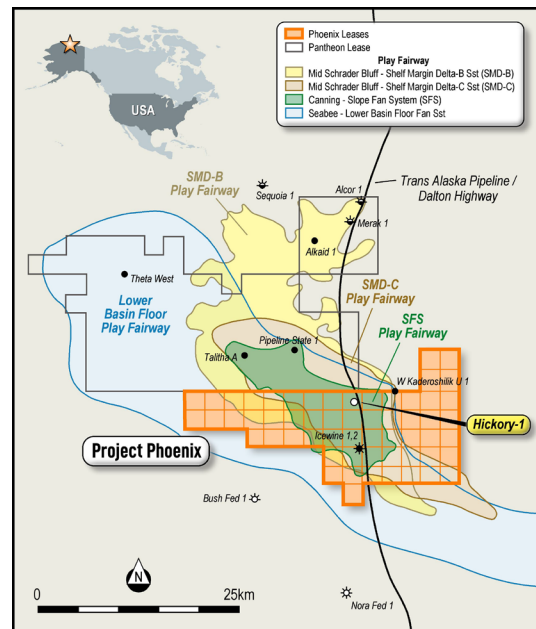 Phoenix Leases
Pantheon Lease
Play Fairway
Mid Schrader Bluff - Shelf Margin Delta-B Sst (SMD-B)
Mid Schrader Bluff - Shelf Margin Delta-C Sst (SMD-C)
Canning - Slope Fan System (SFS)
Seabee - Lower Basin Floor Fan Sst
USA
SMD-B
Play Fairway
Sequoia 1
Alcor 1
Trans Alaska Pipeline /
Dalton Highway
Merak 1
Alkaid 1
Theta West
SMD-C
Play Fairway
Lower
Basin Floor
Play Fairway
SFS
Play Fairway
Pipeline State 1
Talitha A
W Kaderoshilik U 1
Hickory-1
Icewine 1,2
Project Phoenix
Bush Fed 1
N
0
25km
Nora Fed 1